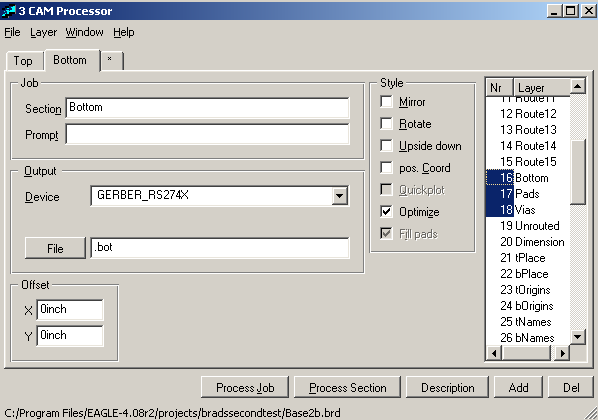 3 CAM Processor
File Layer Window Help
Top Bottom *
Job
Section Bottom
Prompt
Output
Device GERBER_RS274X
File .bot
Offset
X 0inch
Y 0inch
Style
Mirror
Rotate
Upside down
pos. Coord
Quickplot
Optimize
Fill pads
Nr Layer
11 Route11
12 Route12
13 Route13
14 Route14
15 Route15
16 Bottom
17 Pads
18 Vias
19 Unrouted
20 Dimension
21 tPlace
22 bPlace
23 tOrigins
24 bOrigins
25 tNames
26 bNames
Process Job Process Section Description Add Del
C:/Program Files/EAGLE-4.08r2/projects/bradssecondtest/Base2b.brd